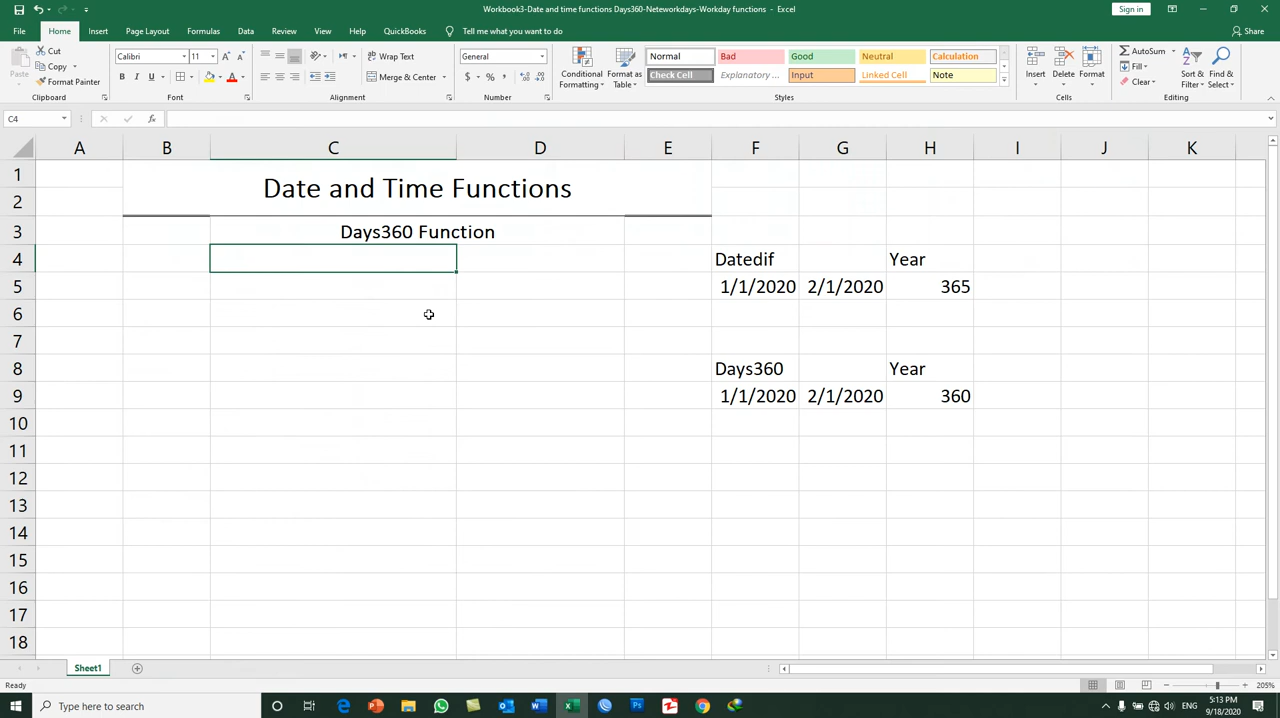 Workbook3-Date and time functions Days360-Neteworkdays-Workday functions - Excel
Sign in
File Home Insert Page Layout Formulas Data Review View Help QuickBooks Tell me what you want to do Share
Paste Cut Copy Format Painter Clipboard
Calibri 11 B I U A Font
Wrap Text Merge & Center Alignment
General $ % , Number
Conditional Formatting Format as Table
Normal Bad Good Neutral Calculation
Check Cell Explanatory ... Input Linked Cell Note
Styles
Insert Delete Format Cells
AutoSum Fill Clear Sort & Filter Find & Select Editing
C4 fx
A B C D E F G H I J K
1
Date and Time Functions
2
3 Days360 Function
4 Datedif Year
5 1/1/2020 2/1/2020 365
6
7
8 Days360 Year
9 1/1/2020 2/1/2020 360
10
11
12
13
14
15
16
17
18
Sheet1
Ready 205%
Type here to search
5:13 PM
9/18/2020